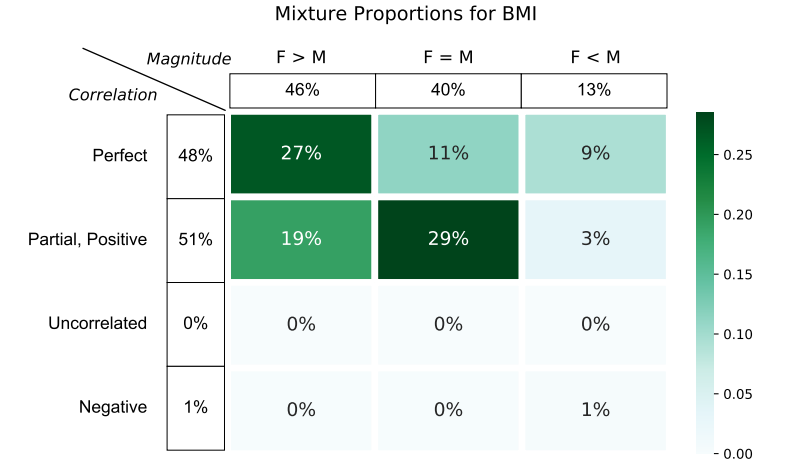 Mixture Proportions for BMI
Magnitude F > M F = M F < M
Correlation 46% 40% 13%
Perfect 48% 27% 11% 9%
Partial, Positive 51% 19% 29% 3%
Uncorrelated 0% 0% 0% 0%
Negative 1% 0% 0% 1%
0.25
0.20
0.15
0.10
0.05
0.00